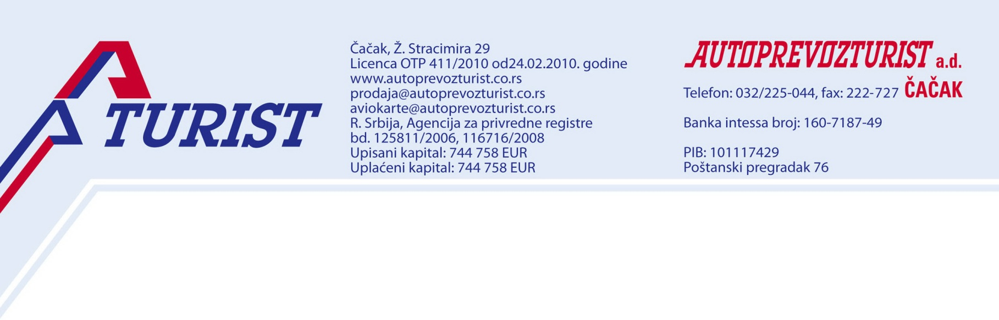 A TURIST
Čačak, Ž. Stracimira 29
Licenca OTP 411/2010 od24.02.2010. godine
www.autoprevozturist.co.rs
prodaja@autoprevozturist.co.rs
aviokarte@autoprevozturist.co.rs
R. Srbija, Agencija za privredne registre
bd. 125811/2006, 116716/2008
Upisani kapital: 744 758 EUR
Uplaćeni kapital: 744 758 EUR
AUTOPREVOZTURIST a.d.
ČAČAK
Telefon: 032/225-044, fax: 222-727
Banka intessa broj: 160-7187-49
PIB: 101117429
Poštanski pregradak 76